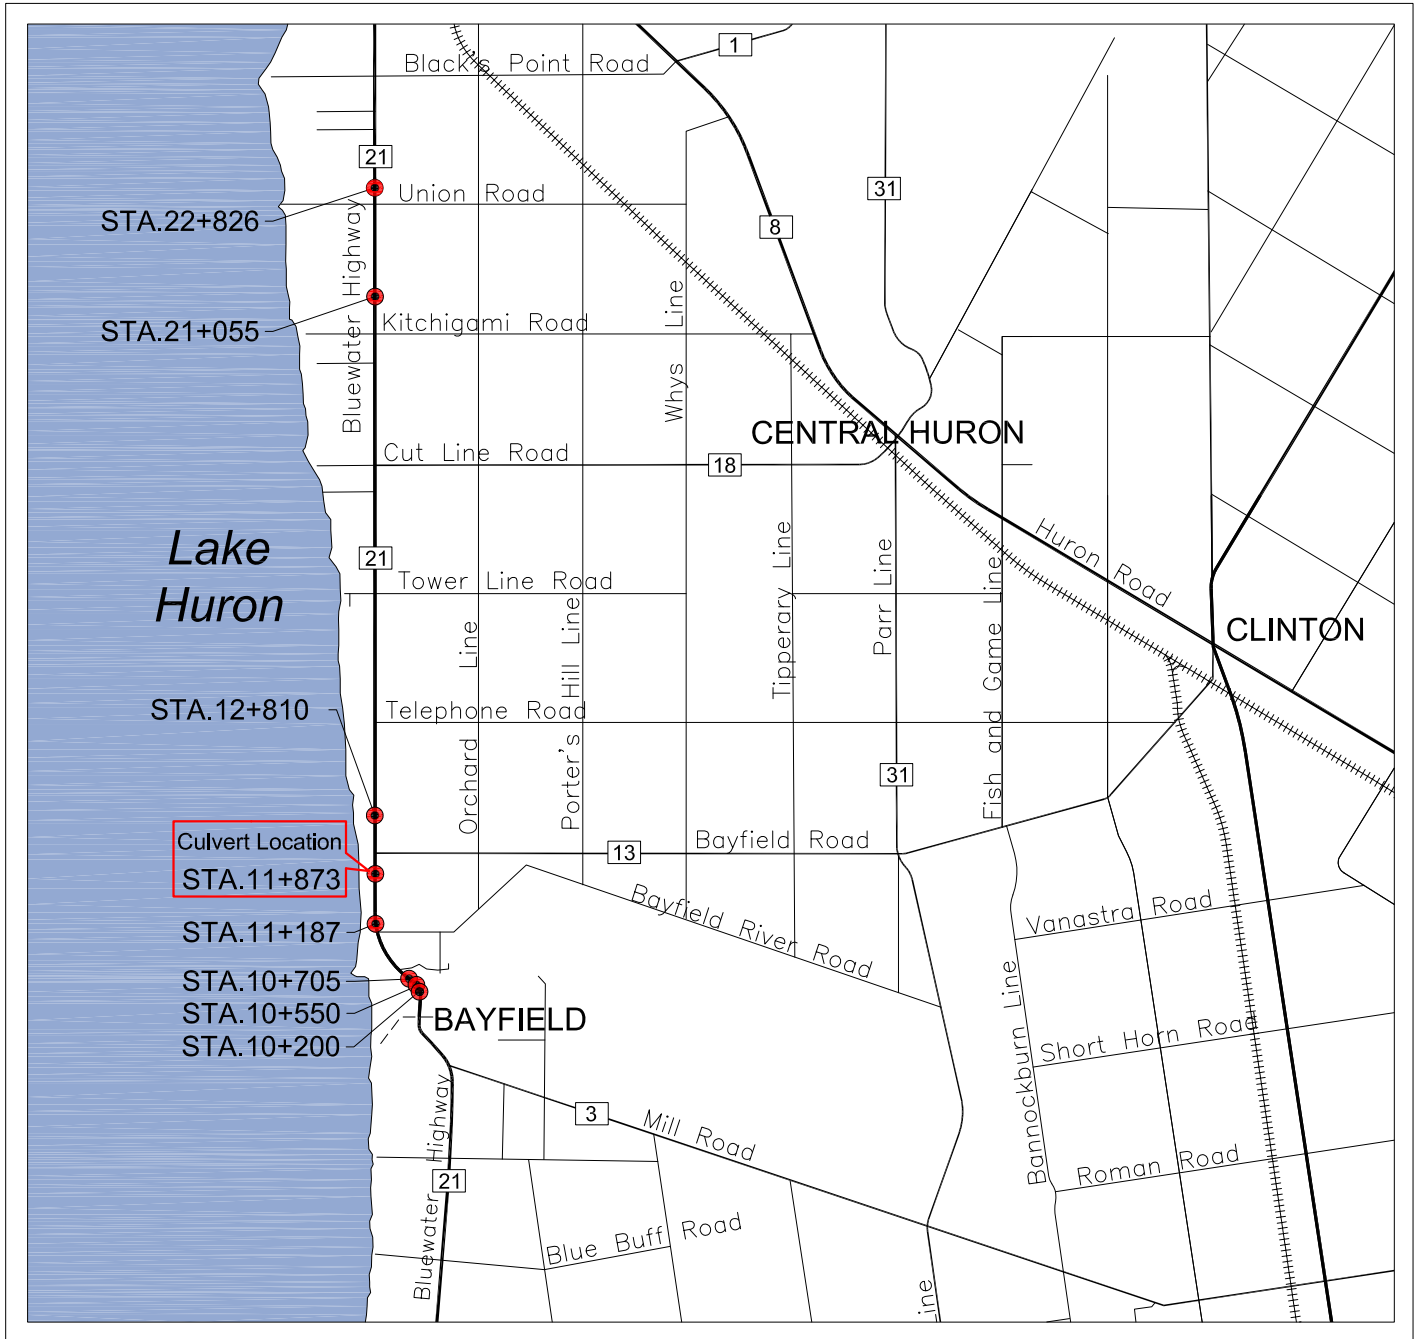 1
Black's Point Road
21
31
Union Road
STA.22+826
8
Bluewater Highway
STA.21+055
Kitchigami Road
Whys Line
CENTRAL HURON
Cut Line Road
18
Lake
Huron
21
Huron Road
Tower Line Road
Tipperary Line
Parr Line
Fish and Game Line
Orchard Line
Porter's Hill Line
CLINTON
STA.12+810
Telephone Road
31
Culvert Location
STA.11+873
13
Bayfield Road
Bayfield River Road
Vanastra Road
STA.11+187
STA.10+705
STA.10+550
STA.10+200
BAYFIELD
Bannockburn Line
Short Horn Road
3
Mill Road
Bluewater Highway
21
Roman Road
Blue Buff Road
ine